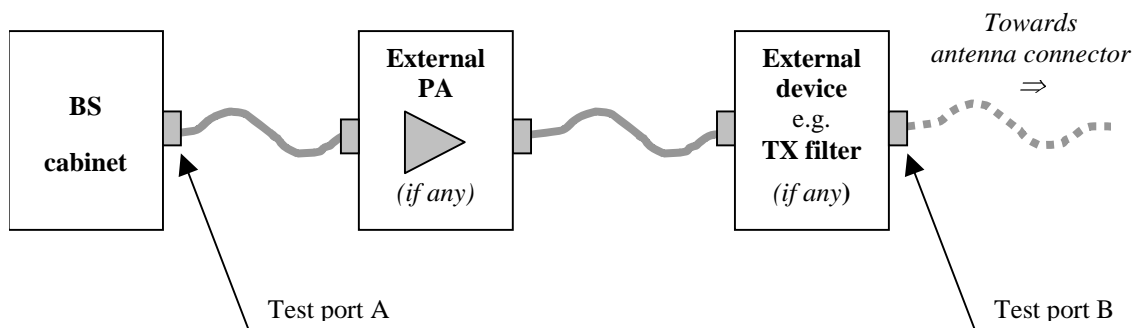 BS
cabinet
External
PA
(if any)
External
device
e.g.
TX filter
(if any)
Towards
antenna connector
⇒
Test port A
Test port B